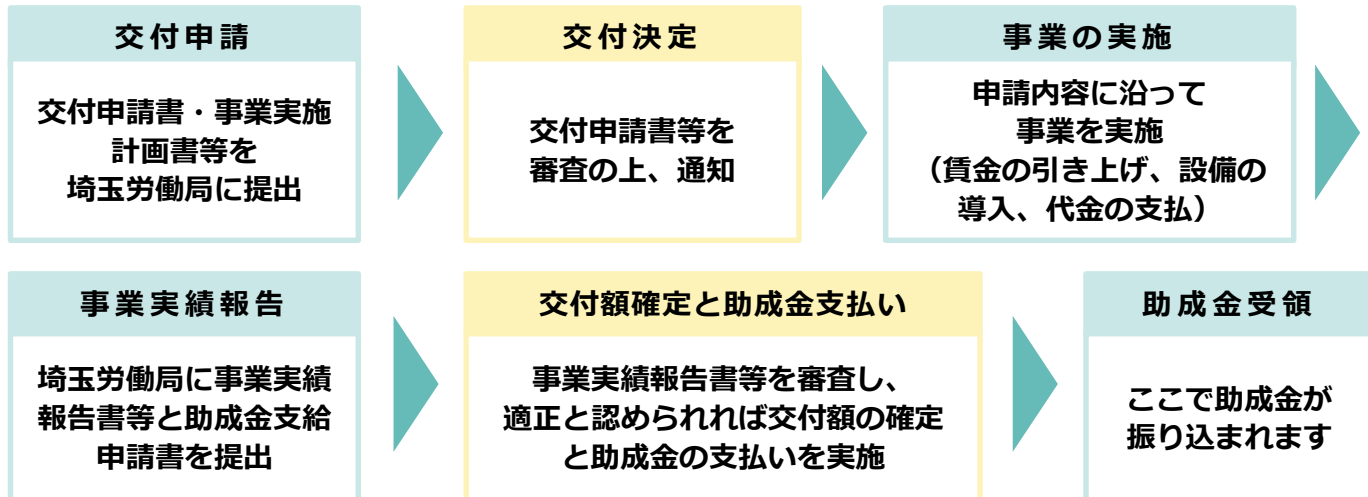 交付申請
交付申請書・事業実施
計画書等を
埼玉労働局に提出
交付決定
交付申請書等を
審査の上、通知
事業の実施
申請内容に沿って
事業を実施
（賃金の引き上げ、設備の
導入、代金の支払）
事業実績報告
埼玉労働局に事業実績
報告書等と助成金支給
申請書を提出
交付額確定と助成金支払い
事業実績報告書等を審査し、
適正と認められれば交付額の確定
と助成金の支払いを実施
助成金受領
ここで助成金が
振り込まれます